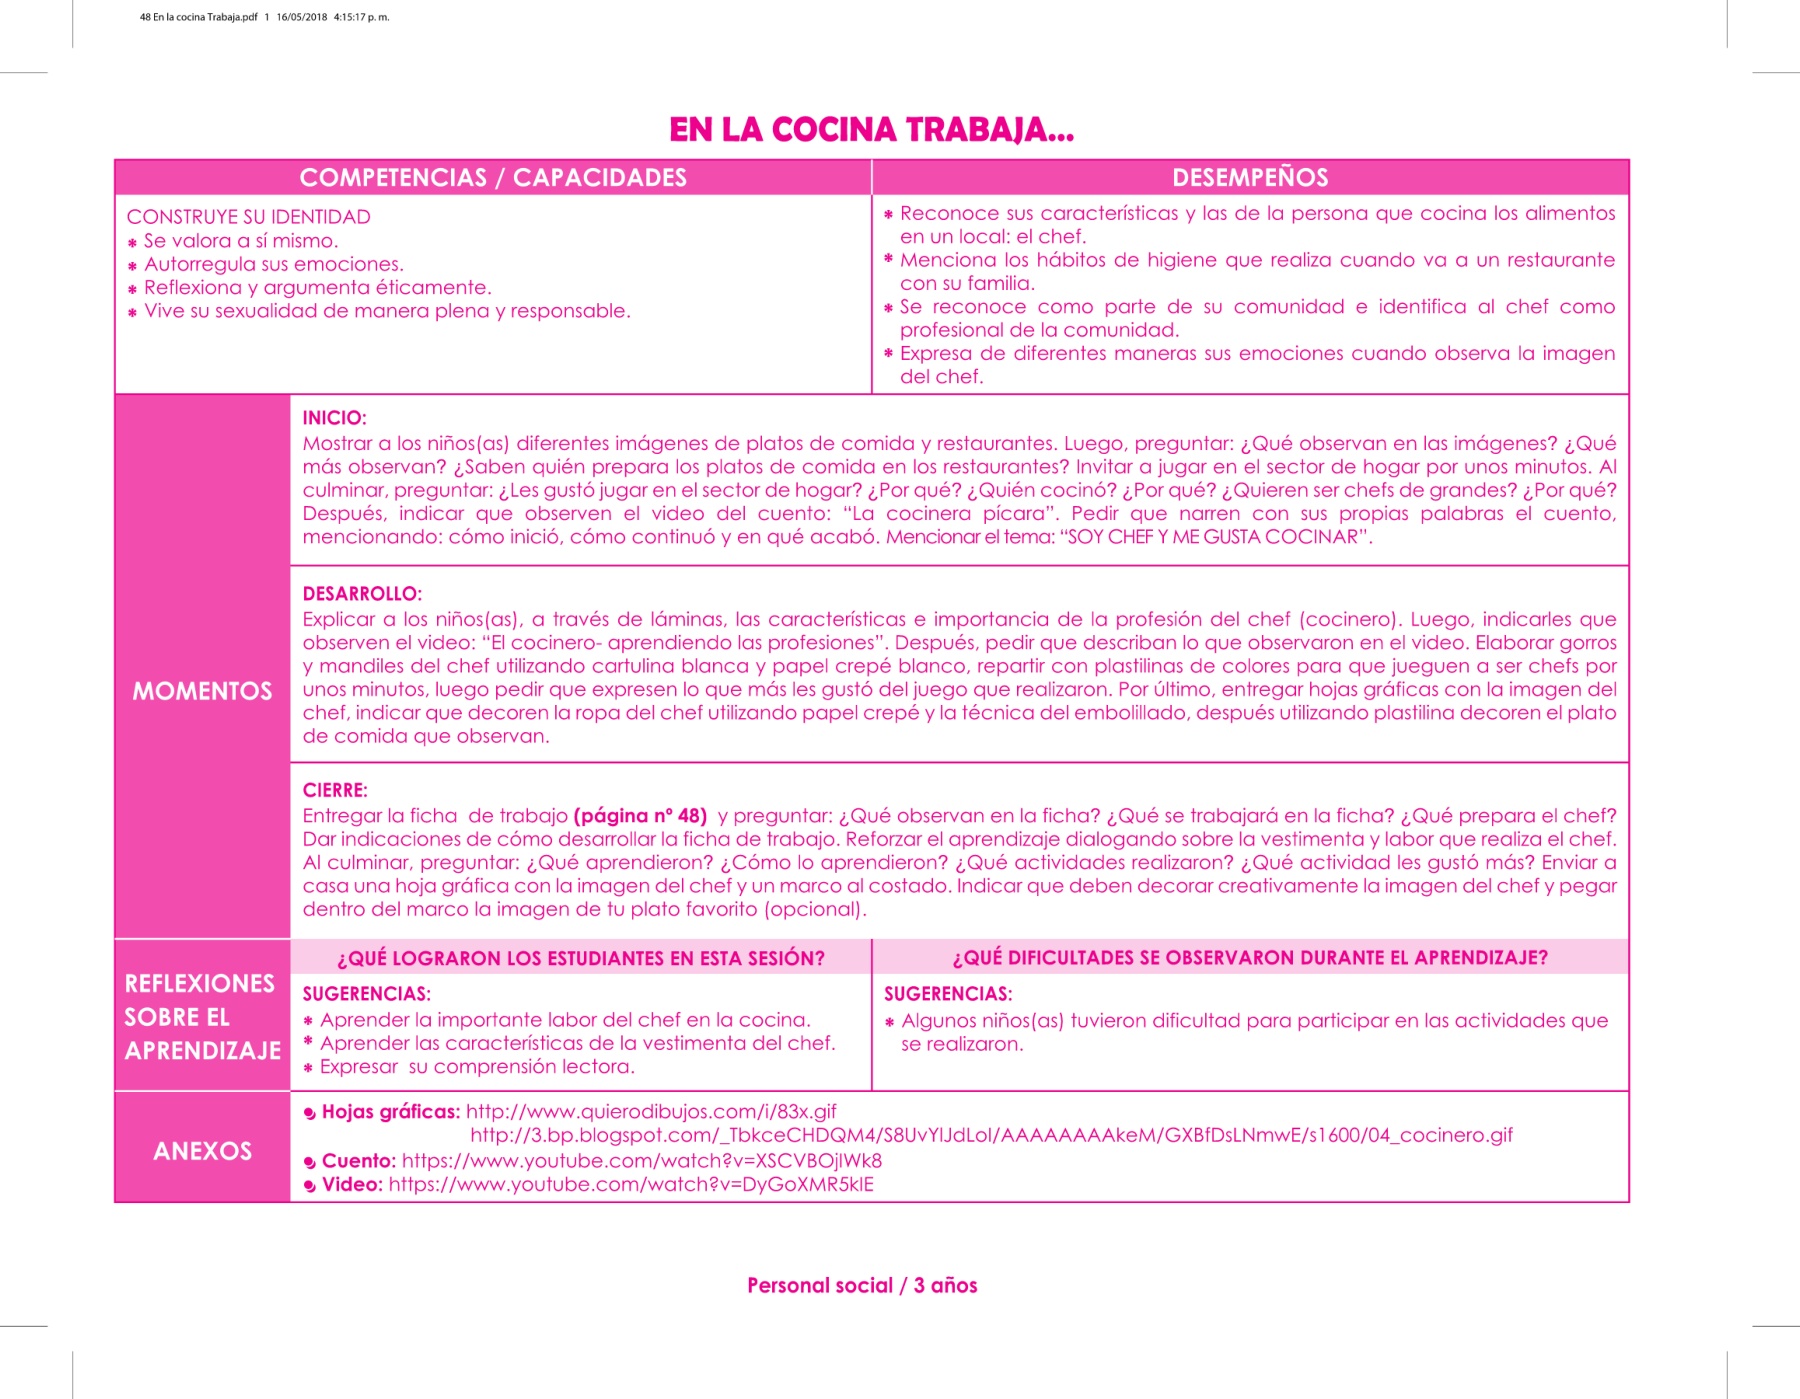 48 En la cocina Trabaja.pdf 1 16/05/2018 4:15:17 p. m.
EN LA COCINA TRABAJA...
COMPETENCIAS / CAPACIDADES
DESEMPEÑOS
CONSTRUYE SU IDENTIDAD
* Se valora a sí mismo.
* Autorregula sus emociones.
* Reflexiona y argumenta éticamente.
* Vive su sexualidad de manera plena y responsable.
* Reconoce sus características y las de la persona que cocina los alimentos
en un local: el chef.
* Menciona los hábitos de higiene que realiza cuando va a un restaurante
con su familia.
* Se reconoce como parte de su comunidad e identifica al chef como
profesional de la comunidad.
* Expresa de diferentes maneras sus emociones cuando observa la imagen
del chef.
MOMENTOS
INICIO:
Mostrar a los niños(as) diferentes imágenes de platos de comida y restaurantes. Luego, preguntar: ¿Qué observan en las imágenes? ¿Qué
más observan? ¿Saben quién prepara los platos de comida en los restaurantes? Invitar a jugar en el sector de hogar por unos minutos. Al
culminar, preguntar: ¿Les gustó jugar en el sector de hogar? ¿Por qué? ¿Quién cocinó? ¿Por qué? ¿Quieren ser chefs de grandes? ¿Por qué?
Después, indicar que observen el video del cuento: “La cocinera pícara”. Pedir que narren con sus propias palabras el cuento,
mencionando: cómo inició, cómo continuó y en qué acabó. Mencionar el tema: “SOY CHEF Y ME GUSTA COCINAR”.
DESARROLLO:
Explicar a los niños(as), a través de láminas, las características e importancia de la profesión del chef (cocinero). Luego, indicarles que
observen el video: “El cocinero- aprendiendo las profesiones”. Después, pedir que describan lo que observaron en el video. Elaborar gorros
y mandiles del chef utilizando cartulina blanca y papel crepé blanco, repartir con plastilinas de colores para que jueguen a ser chefs por
unos minutos, luego pedir que expresen lo que más les gustó del juego que realizaron. Por último, entregar hojas gráficas con la imagen del
chef, indicar que decoren la ropa del chef utilizando papel crepé y la técnica del embolillado, después utilizando plastilina decoren el plato
de comida que observan.
CIERRE:
Entregar la ficha de trabajo (página nº 48) y preguntar: ¿Qué observan en la ficha? ¿Qué se trabajará en la ficha? ¿Qué prepara el chef?
Dar indicaciones de cómo desarrollar la ficha de trabajo. Reforzar el aprendizaje dialogando sobre la vestimenta y labor que realiza el chef.
Al culminar, preguntar: ¿Qué aprendieron? ¿Cómo lo aprendieron? ¿Qué actividades realizaron? ¿Qué actividad les gustó más? Enviar a
casa una hoja gráfica con la imagen del chef y un marco al costado. Indicar que deben decorar creativamente la imagen del chef y pegar
dentro del marco la imagen de tu plato favorito (opcional).
REFLEXIONES
SOBRE EL
APRENDIZAJE
¿QUÉ LOGRARON LOS ESTUDIANTES EN ESTA SESIÓN?
SUGERENCIAS:
* Aprender la importante labor del chef en la cocina.
* Aprender las características de la vestimenta del chef.
* Expresar su comprensión lectora.
¿QUÉ DIFICULTADES SE OBSERVARON DURANTE EL APRENDIZAJE?
SUGERENCIAS:
* Algunos niños(as) tuvieron dificultad para participar en las actividades que
se realizaron.
ANEXOS
Hojas gráficas: http://www.quierodibujos.com/i/83x.gif
http://3.bp.blogspot.com/_TbkceCHDQM4/S8UvYlJdLoI/AAAAAAAAkeM/GXBfDsLNmwE/s1600/04_cocinero.gif
Cuento: https://www.youtube.com/watch?v=XSCVBOjlWk8
Video: https://www.youtube.com/watch?v=DyGoXMR5klE
Personal social / 3 años